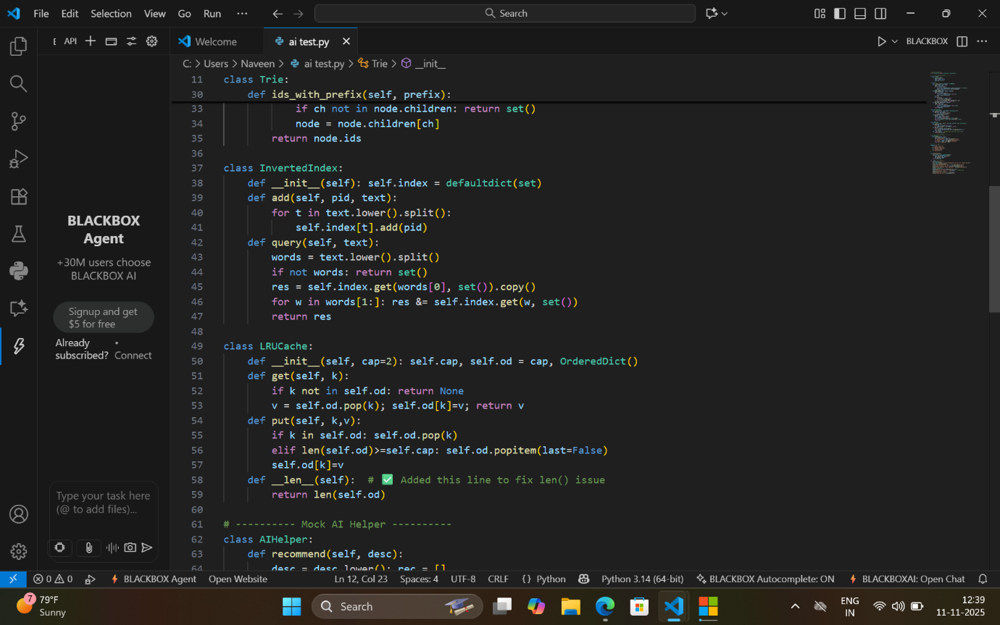 File Edit Selection View Go Run ··· Search
API
Welcome
ai test.py
BLACKBOX
C: > Users > Naveen > ai test.py > Trie > __init__
11 class Trie:
30 def ids_with_prefix(self, prefix):
33 if ch not in node.children: return set()
34 node = node.children[ch]
35 return node.ids
36
37 class InvertedIndex:
38 def __init__(self): self.index = defaultdict(set)
39 def add(self, pid, text):
40 for t in text.lower().split():
41 self.index[t].add(pid)
42 def query(self, text):
43 words = text.lower().split()
44 if not words: return set()
45 res = self.index.get(words[0], set()).copy()
46 for w in words[1:]: res &= self.index.get(w, set())
47 return res
48
49 class LRUCache:
50 def __init__(self, cap=2): self.cap, self.od = cap, OrderedDict()
51 def get(self, k):
52 if k not in self.od: return None
53 v = self.od.pop(k); self.od[k]=v; return v
54 def put(self, k,v):
55 if k in self.od: self.od.pop(k)
56 elif len(self.od)>=self.cap: self.od.popitem(last=False)
57 self.od[k]=v
58 def __len__(self):  # ✅ Added this line to fix len() issue
59 return len(self.od)
60
61 # ---------- Mock AI Helper ----------
62 class AIHelper:
63 def recommend(self, desc):
64 desc = desc.lower(); rec = []
BLACKBOX
Agent
+30M users choose
BLACKBOX AI
Signup and get
$5 for free
Already
subscribed?
•
Connect
Type your task here
(@ to add files)...
0 0 BLACKBOX Agent Open Website Ln 12, Col 23 Spaces: 4 UTF-8 CRLF {} Python Python 3.14 (64-bit) BLACKBOX Autocomplete: ON BLACKBOXAI: Open Chat
7
79°F
Sunny
Search
ENG
IN
12:39
11-11-2025